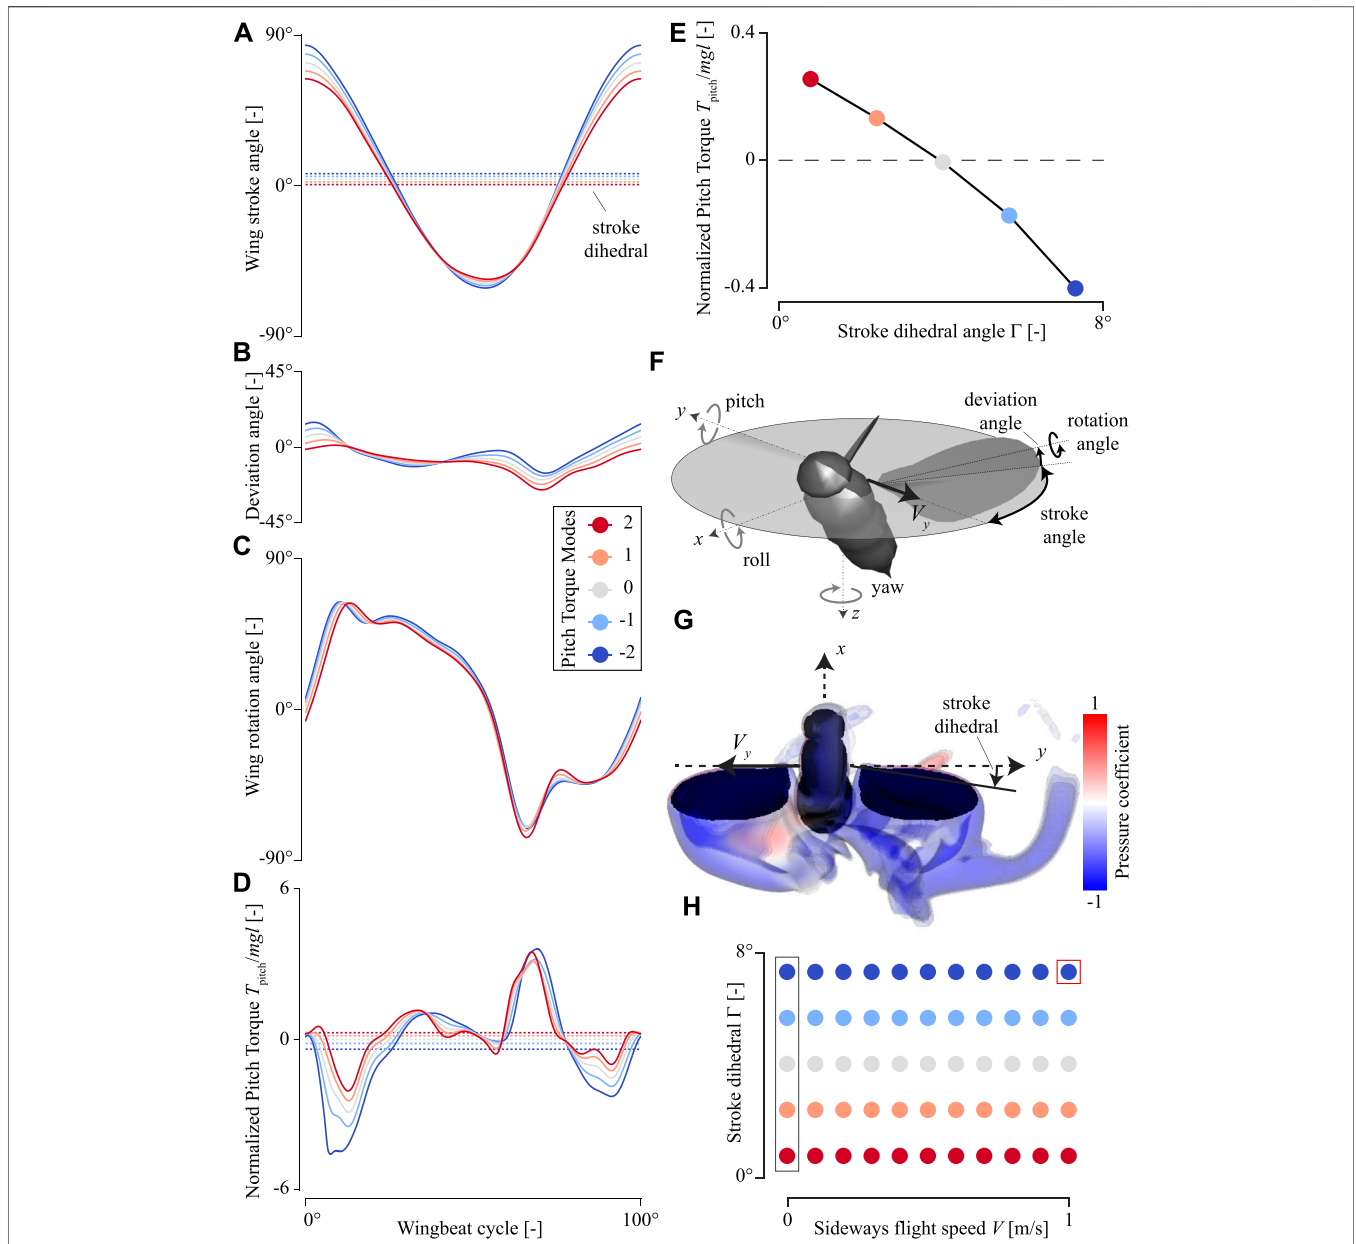 A
90°
0°
-90°
Wing stroke angle [-]
stroke
dihedral
B
45°
0°
-45°
Deviation angle [-]
C
90°
0°
-90°
Wing rotation angle [-]
Pitch Torque Modes
2
1
0
-1
-2
D
6
0
-6
Normalized Pitch Torque Tpitch/mgl [-]
0°
100°
Wingbeat cycle [-]
E
0.4
0
-0.4
Normalized Pitch Torque Tpitch/mgl [-]
0°
8°
Stroke dihedral angle Γ [-]
F
y
pitch
deviation
angle
rotation
angle
Vy
stroke
angle
x
roll
yaw
z
G
x
stroke
dihedral
Vy
y
1
-1
Pressure coefficient
H
8°
0°
Stroke dihedral Γ [-]
0
1
Sideways flight speed V [m/s]